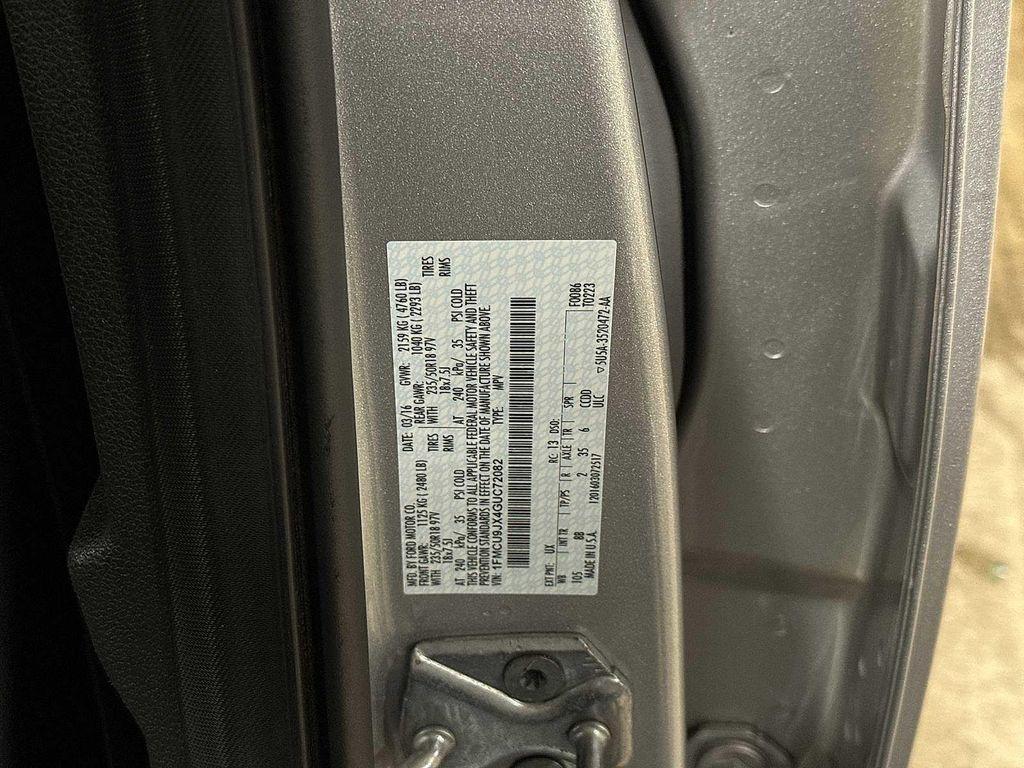 MFD. BY FORD MOTOR CO. DATE: 03/16 GVWR: 2159 KG ( 4760 LB)
FRONT GAWR: 1125 KG ( 2480 LB) REAR GAWR: 1040 KG ( 2293 LB)
WITH 235/50R18 97V TIRES WITH 235/50R18 97V TIRES
18x7.5J RIMS 18x7.5J RIMS
AT 240 kPa/ 35 PSI COLD AT 240 kPa/ 35 PSI COLD
THIS VEHICLE CONFORMS TO ALL APPLICABLE FEDERAL MOTOR VEHICLE SAFETY AND THEFT
PREVENTION STANDARDS IN EFFECT ON THE DATE OF MANUFACTURE SHOWN ABOVE.
VIN: 1FMCU9JX4GUC72082 TYPE: MPV
EXT PNT: UX RC: 13 DSO: F0086
WB INT TR TP/PS R AXLE TR SPR T0223
105 88 2 35 6 CCDD
MADE IN U.S.A. 1201603072517 ULC ▽5U5A-3520472-AA